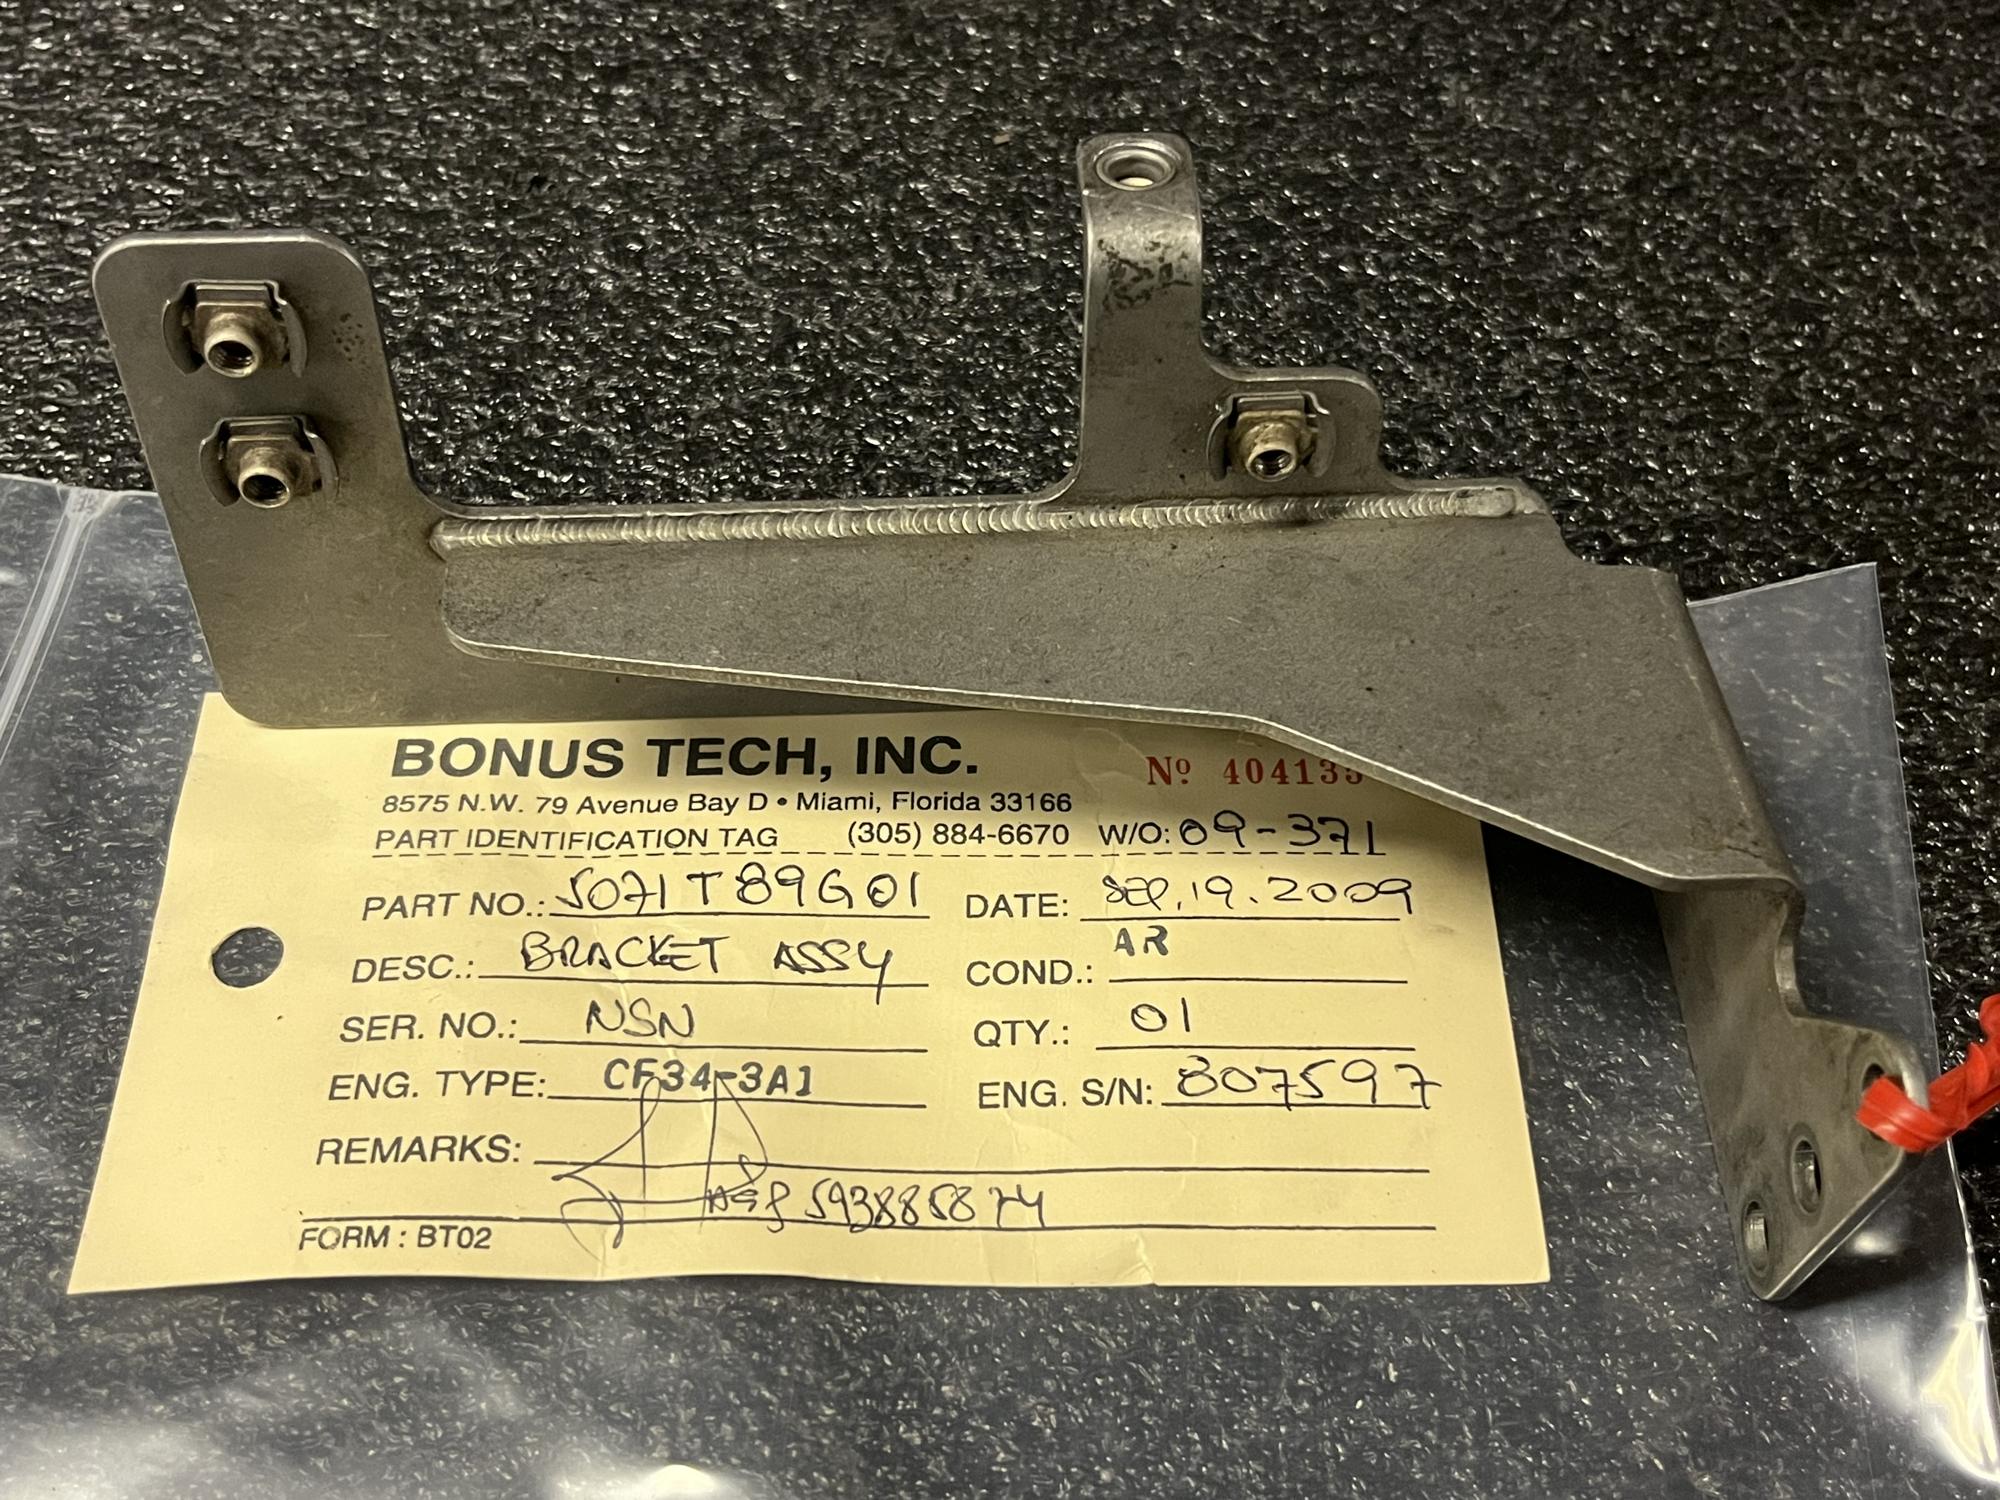 BONUS TECH, INC.
Nº 404135
8575 N.W. 79 Avenue Bay D • Miami, Florida 33166
PART IDENTIFICATION TAG (305) 884-6670 W/O: 09-371
PART NO.: 5071T89G01 DATE: SEP. 19. 2009
DESC.: BRACKET ASSY COND.: AR
SER. NO.: NSN QTY.: 01
ENG. TYPE: CF34-3A1 ENG. S/N: 807597
REMARKS:
593885874
FORM : BT02